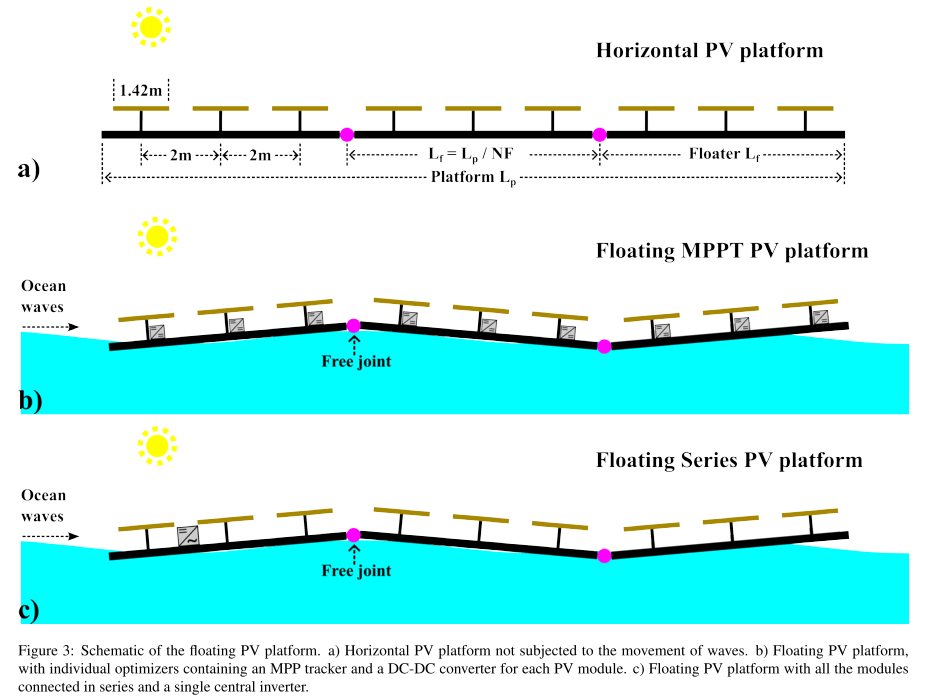 Horizontal PV platform
1.42m
2m
2m
L_f = L_p / NF
Floater L_f
Platform L_p
a)
Floating MPPT PV platform
Ocean
waves
Free joint
b)
Floating Series PV platform
Ocean
waves
Free joint
c)
Figure 3: Schematic of the floating PV platform. a) Horizontal PV platform not subjected to the movement of waves. b) Floating PV platform,
with individual optimizers containing an MPP tracker and a DC-DC converter for each PV module. c) Floating PV platform with all the modules
connected in series and a single central inverter.